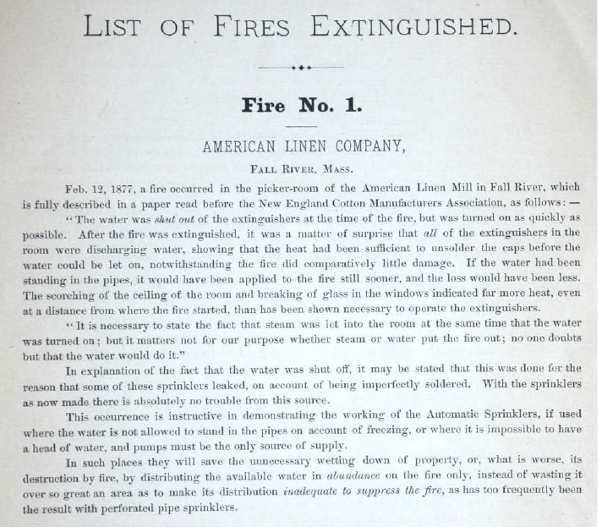 LIST OF FIRES EXTINGUISHED.
Fire No. 1.
AMERICAN LINEN COMPANY,
FALL RIVER, MASS.
Feb. 12, 1877, a fire occurred in the picker-room of the American Linen Mill in Fall River, which
is fully described in a paper read before the New England Cotton Manufacturers Association, as follows: —
"The water was shut out of the extinguishers at the time of the fire, but was turned on as quickly as
possible. After the fire was extinguished, it was a matter of surprise that all of the extinguishers in the
room were discharging water, showing that the heat had been sufficient to unsolder the caps before the
water could be let on, notwithstanding the fire did comparatively little damage. If the water had been
standing in the pipes, it would have been applied to the fire still sooner, and the loss would have been less.
The scorching of the ceiling of the room and breaking of glass in the windows indicated far more heat, even
at a distance from where the fire started, than has been shown necessary to operate the extinguishers.
"It is necessary to state the fact that steam was let into the room at the same time that the water
was turned on; but it matters not for our purpose whether steam or water put the fire out; no one doubts
but that the water would do it."
In explanation of the fact that the water was shut off, it may be stated that this was done for the
reason that some of these sprinklers leaked, on account of being imperfectly soldered. With the sprinklers
as now made there is absolutely no trouble from this source.
This occurrence is instructive in demonstrating the working of the Automatic Sprinklers, if used
where the water is not allowed to stand in the pipes on account of freezing, or where it is impossible to have
a head of water, and pumps must be the only source of supply.
In such places they will save the unnecessary wetting down of property, or, what is worse, its
destruction by fire, by distributing the available water in abundance on the fire only, instead of wasting it
over so great an area as to make its distribution inadequate to suppress the fire, as has too frequently been
the result with perforated pipe sprinklers.